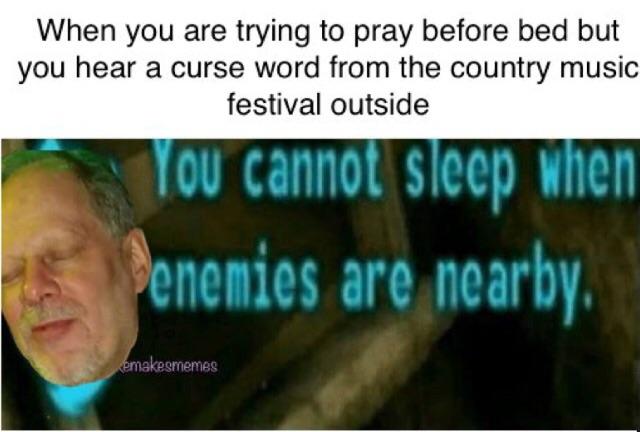 When you are trying to pray before bed but
you hear a curse word from the country music
festival outside
You cannot sleep when
enemies are nearby.
emakesmemes